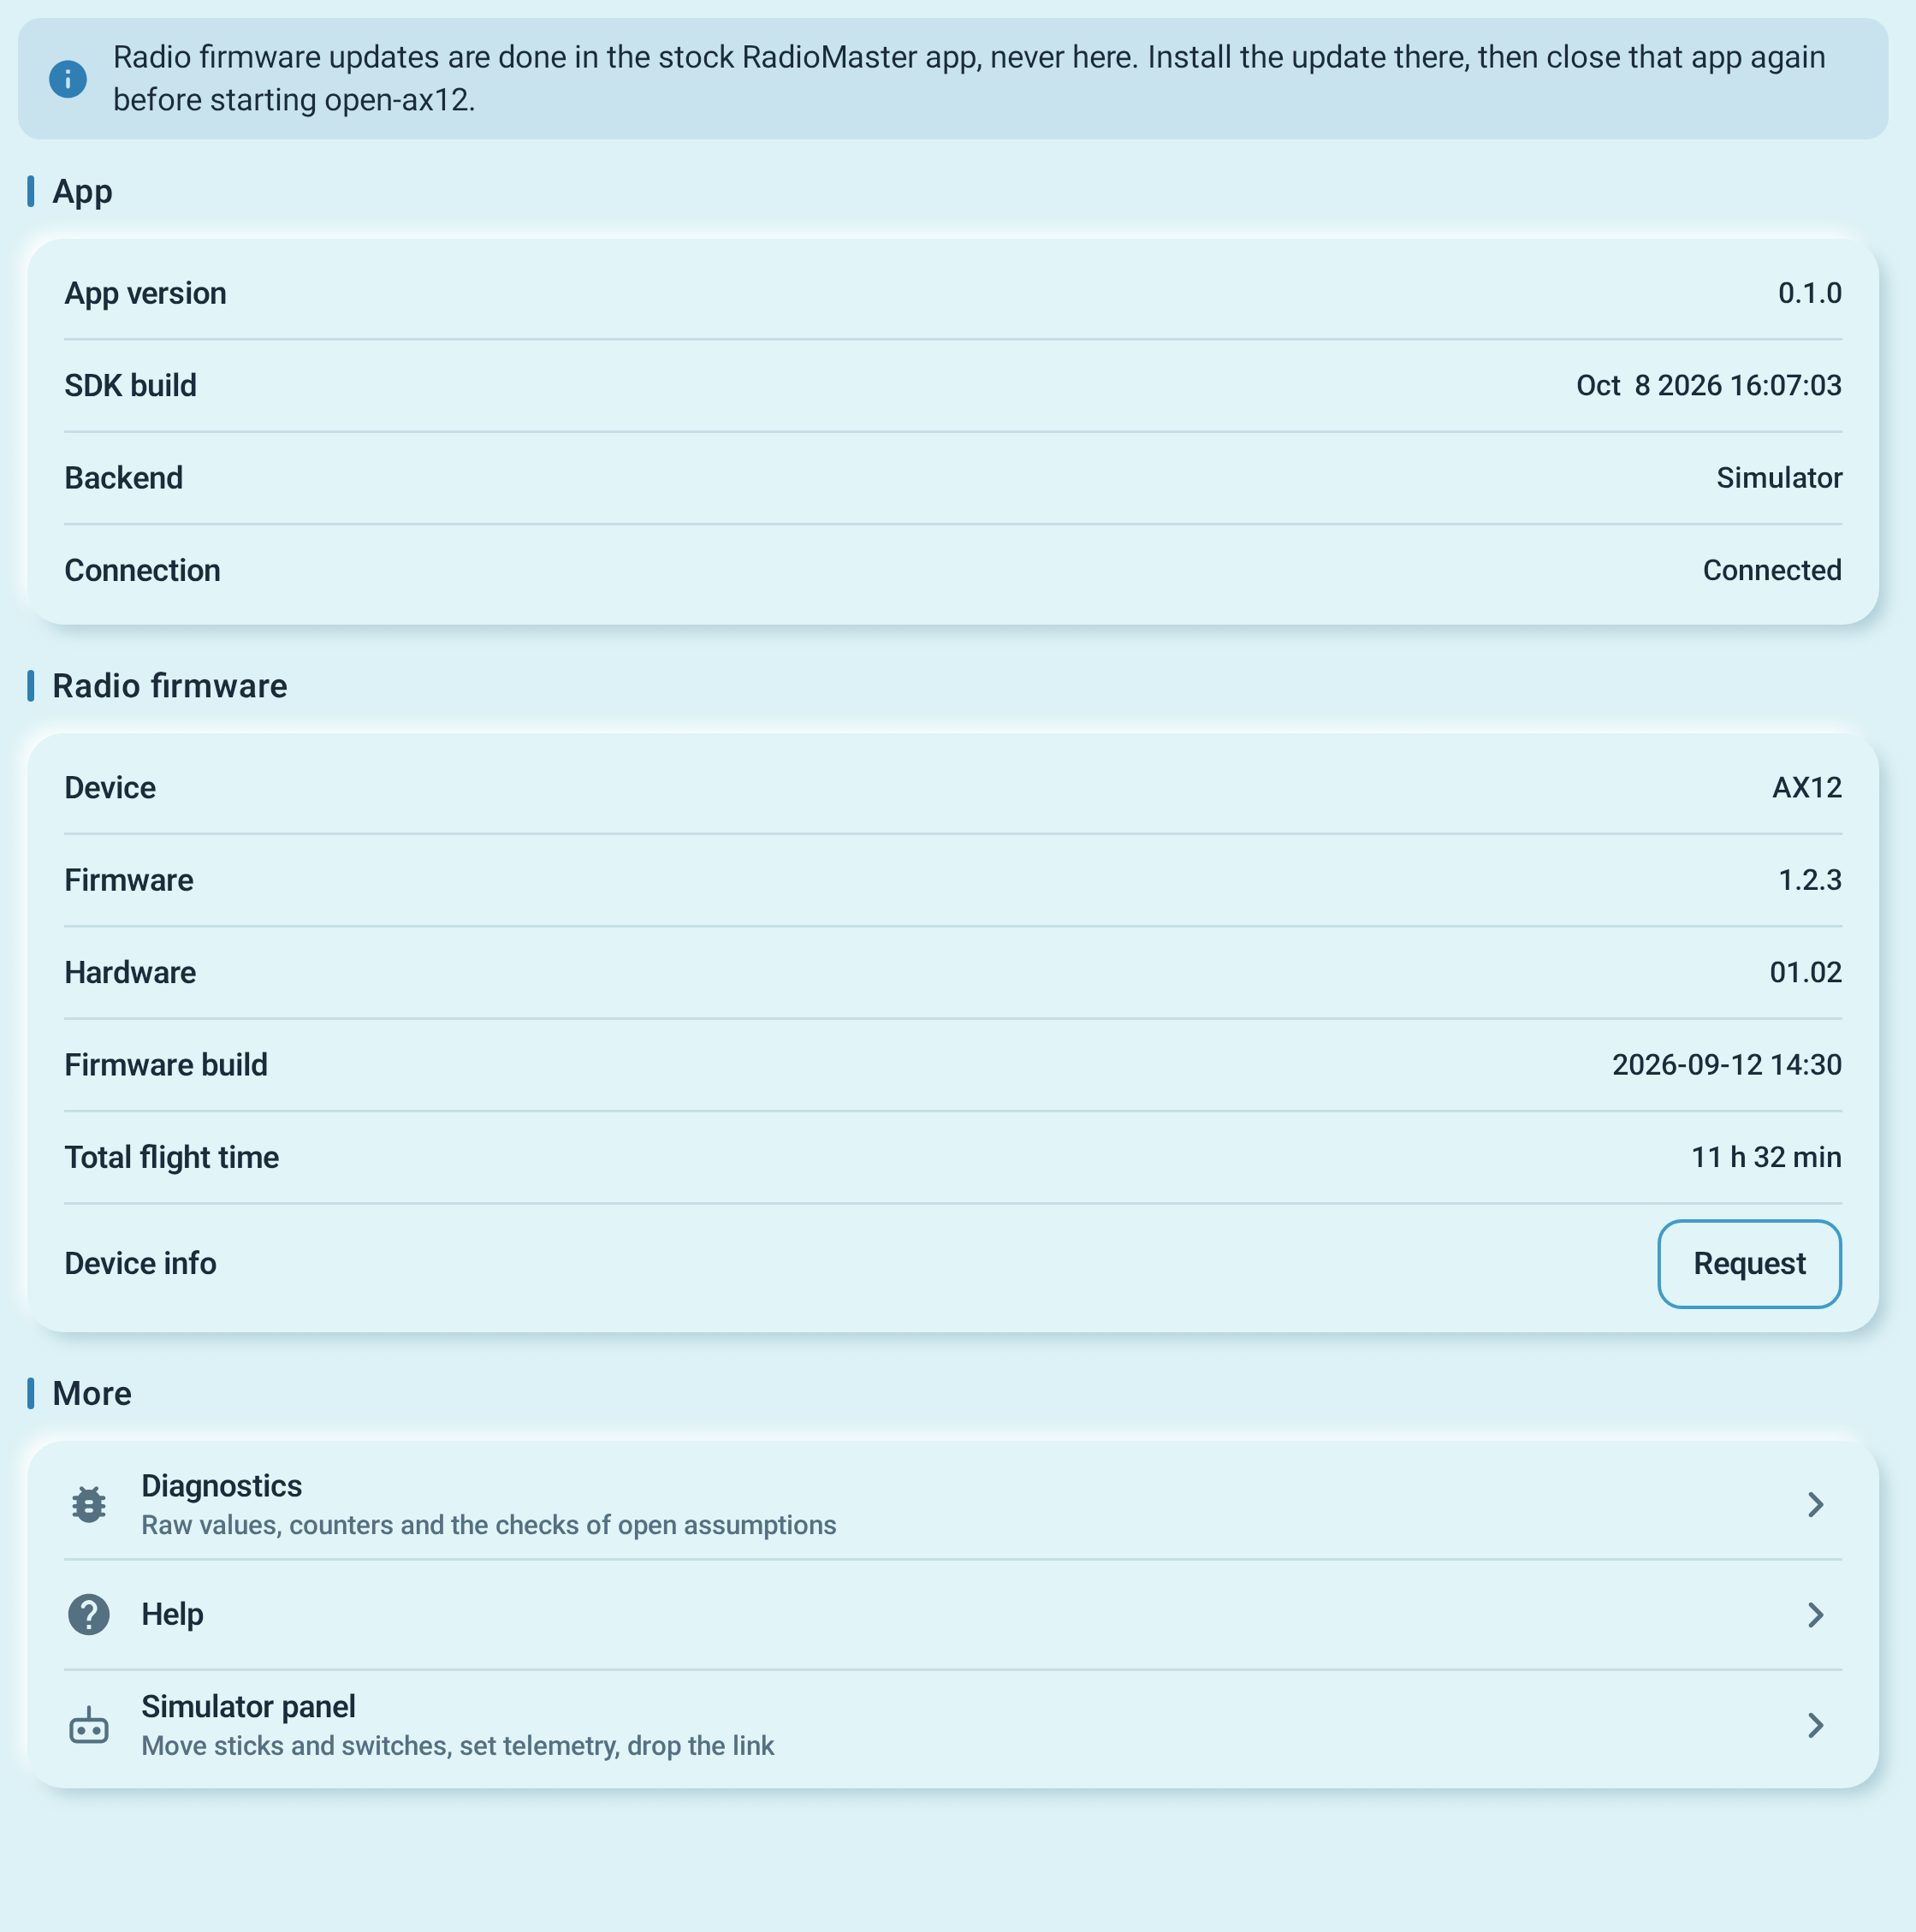 Radio firmware updates are done in the stock RadioMaster app, never here. Install the update there, then close that app again
before starting open-ax12.
App
App version 0.1.0
SDK build Oct  8 2026 16:07:03
Backend Simulator
Connection Connected
Radio firmware
Device AX12
Firmware 1.2.3
Hardware 01.02
Firmware build 2026-09-12 14:30
Total flight time 11 h 32 min
Device info Request
More
Diagnostics
Raw values, counters and the checks of open assumptions
Help
Simulator panel
Move sticks and switches, set telemetry, drop the link